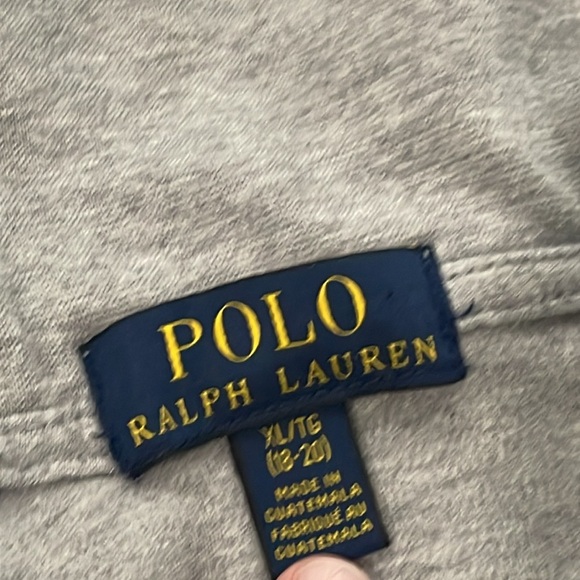 POLO
RALPH LAUREN
XL/TG
(18-20)
MADE IN
GUATEMALA
FABRIQUÉ AU
GUATEMALA